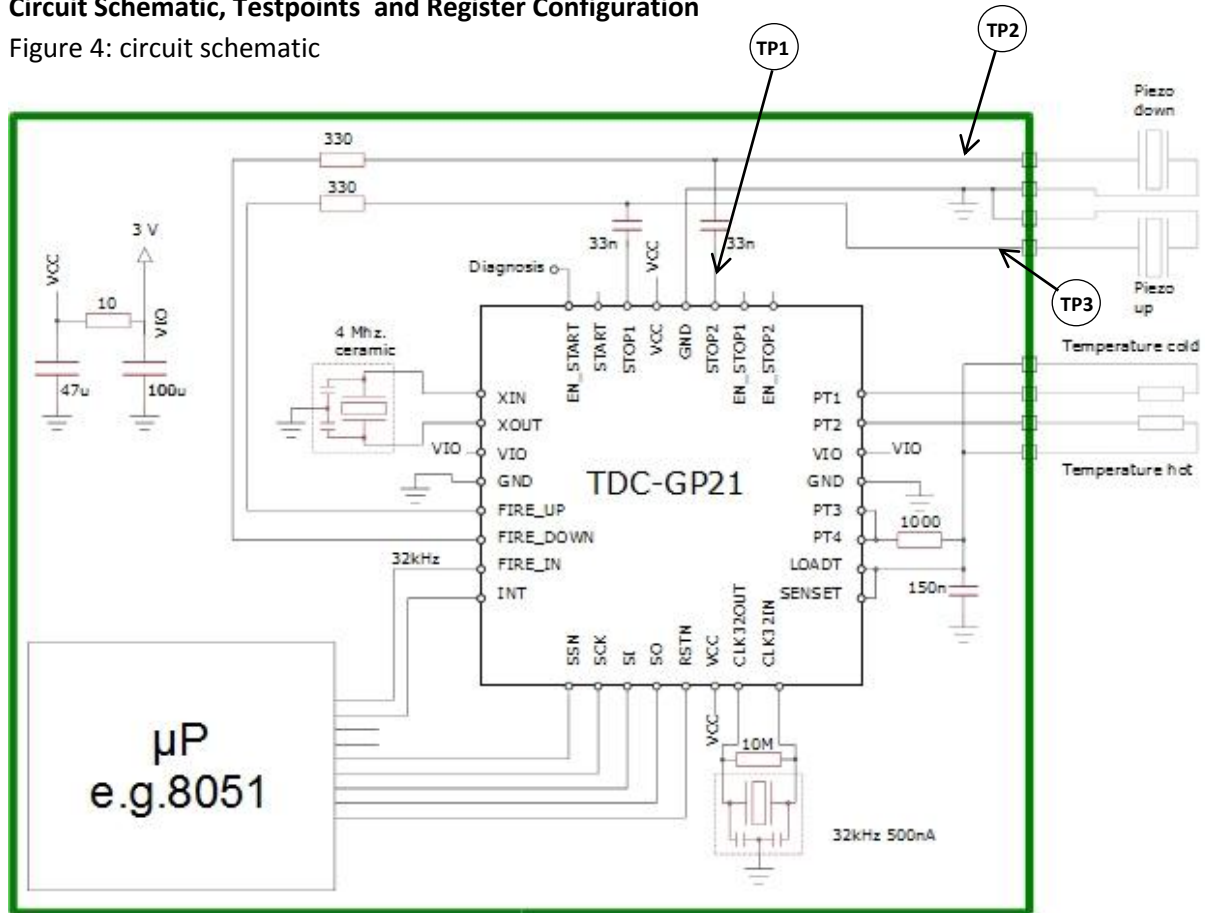 Circuit Schematic, Testpoints and Register Configuration
Figure 4: circuit schematic
TP1
TP2
Piezo
down
330
330
3 V
VCC
10
VIO
47u
100u
33n
VCC
33n
Diagnosis
TP3
Piezo
up
4 Mhz.
ceramic
EN_START
START
STOP1
VCC
GND
STOP2
EN_STOP1
EN_STOP2
Temperature cold
XIN
XOUT
VIO
VIO
GND
FIRE_UP
FIRE_DOWN
FIRE_IN
INT
32kHz
TDC-GP21
PT1
PT2
VIO
VIO
GND
PT3
PT4
LOADT
SENSET
1000
150n
Temperature hot
SSN
SCK
SI
SO
RSTN
VCC
CLK32OUT
CLK32IN
µP
e.g.8051
VCC
10M
32kHz 500nA